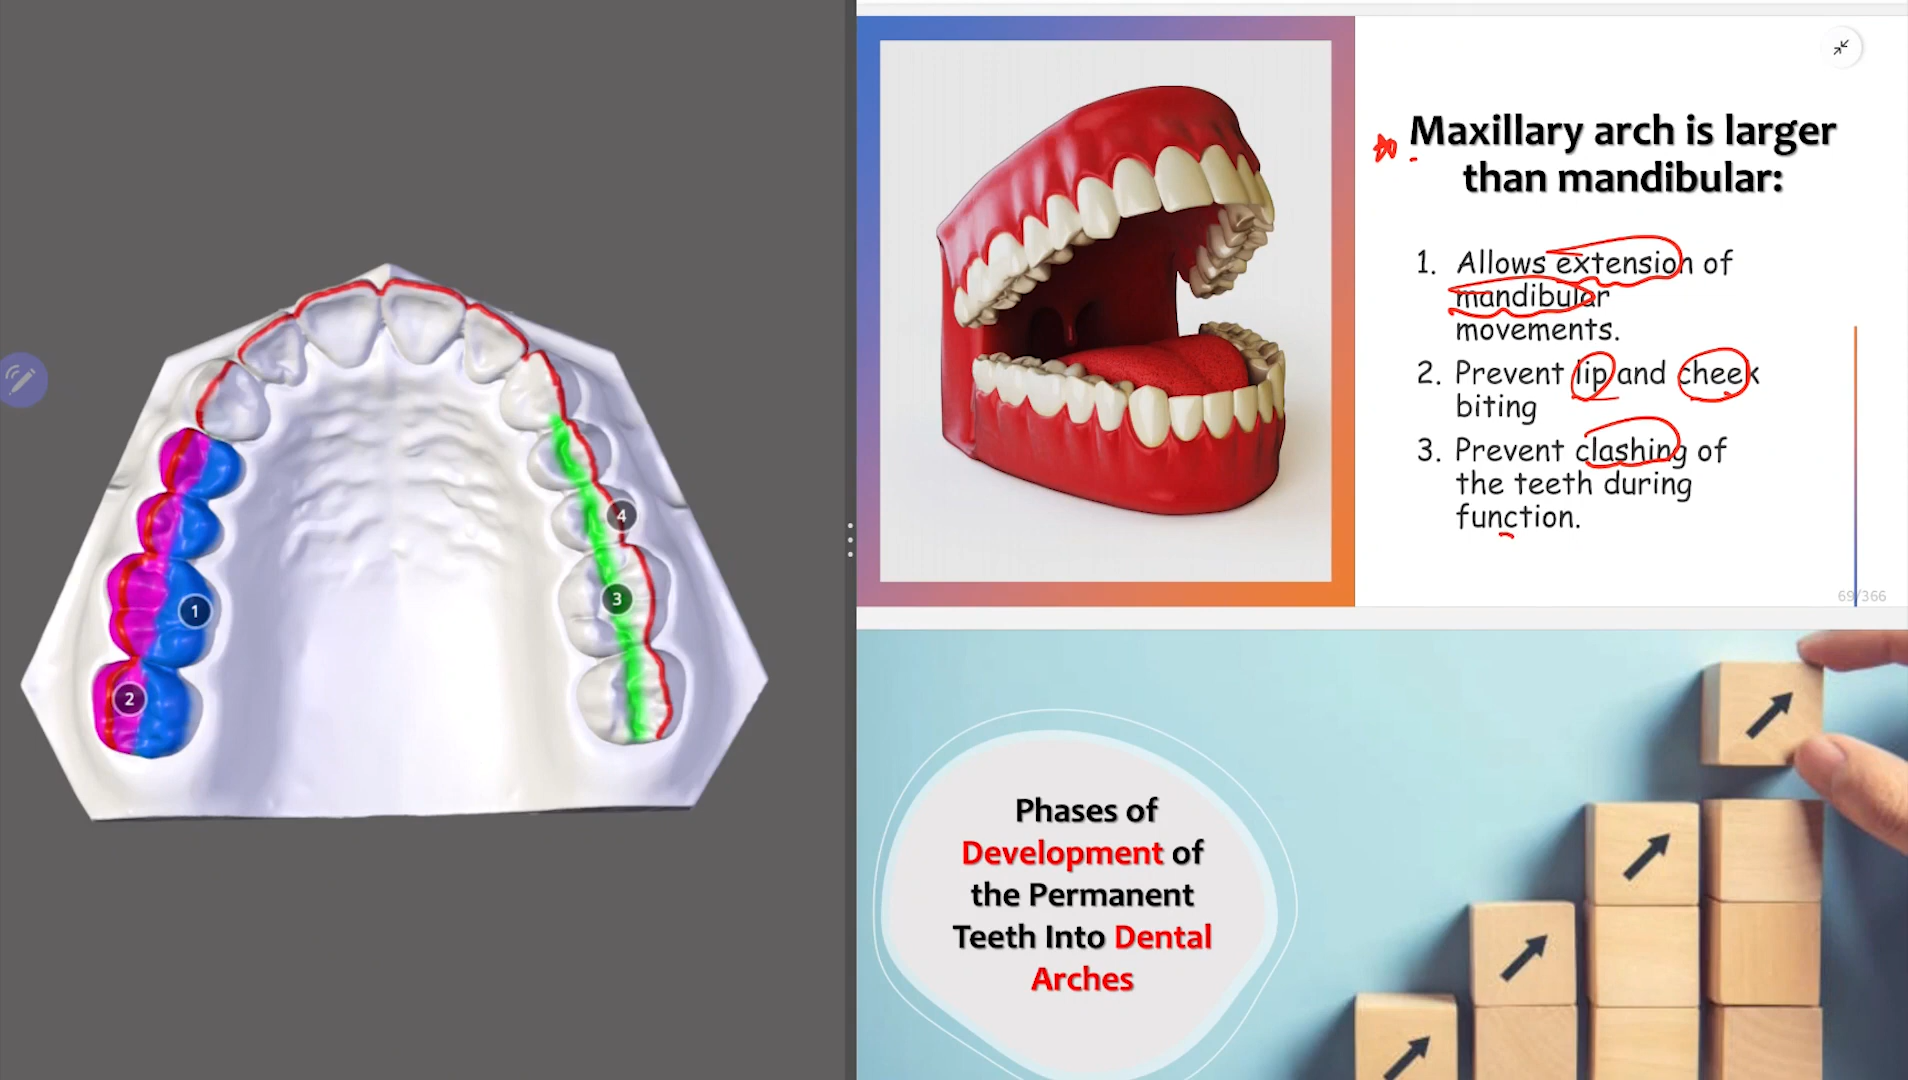 1
2
3
4
Maxillary arch is larger
than mandibular:
1. Allows extension of
mandibular
movements.
2. Prevent lip and cheek
biting
3. Prevent clashing of
the teeth during
function.
69/366
Phases of
Development of
the Permanent
Teeth Into Dental
Arches